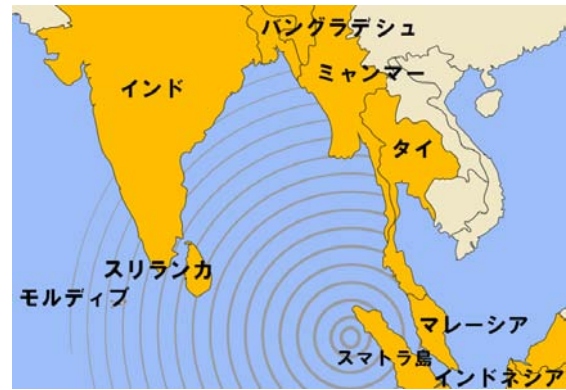 バングラデシュ
ミャンマー
インド
タイ
スリランカ
モルディブ
マレーシア
スマトラ島
インドネシア